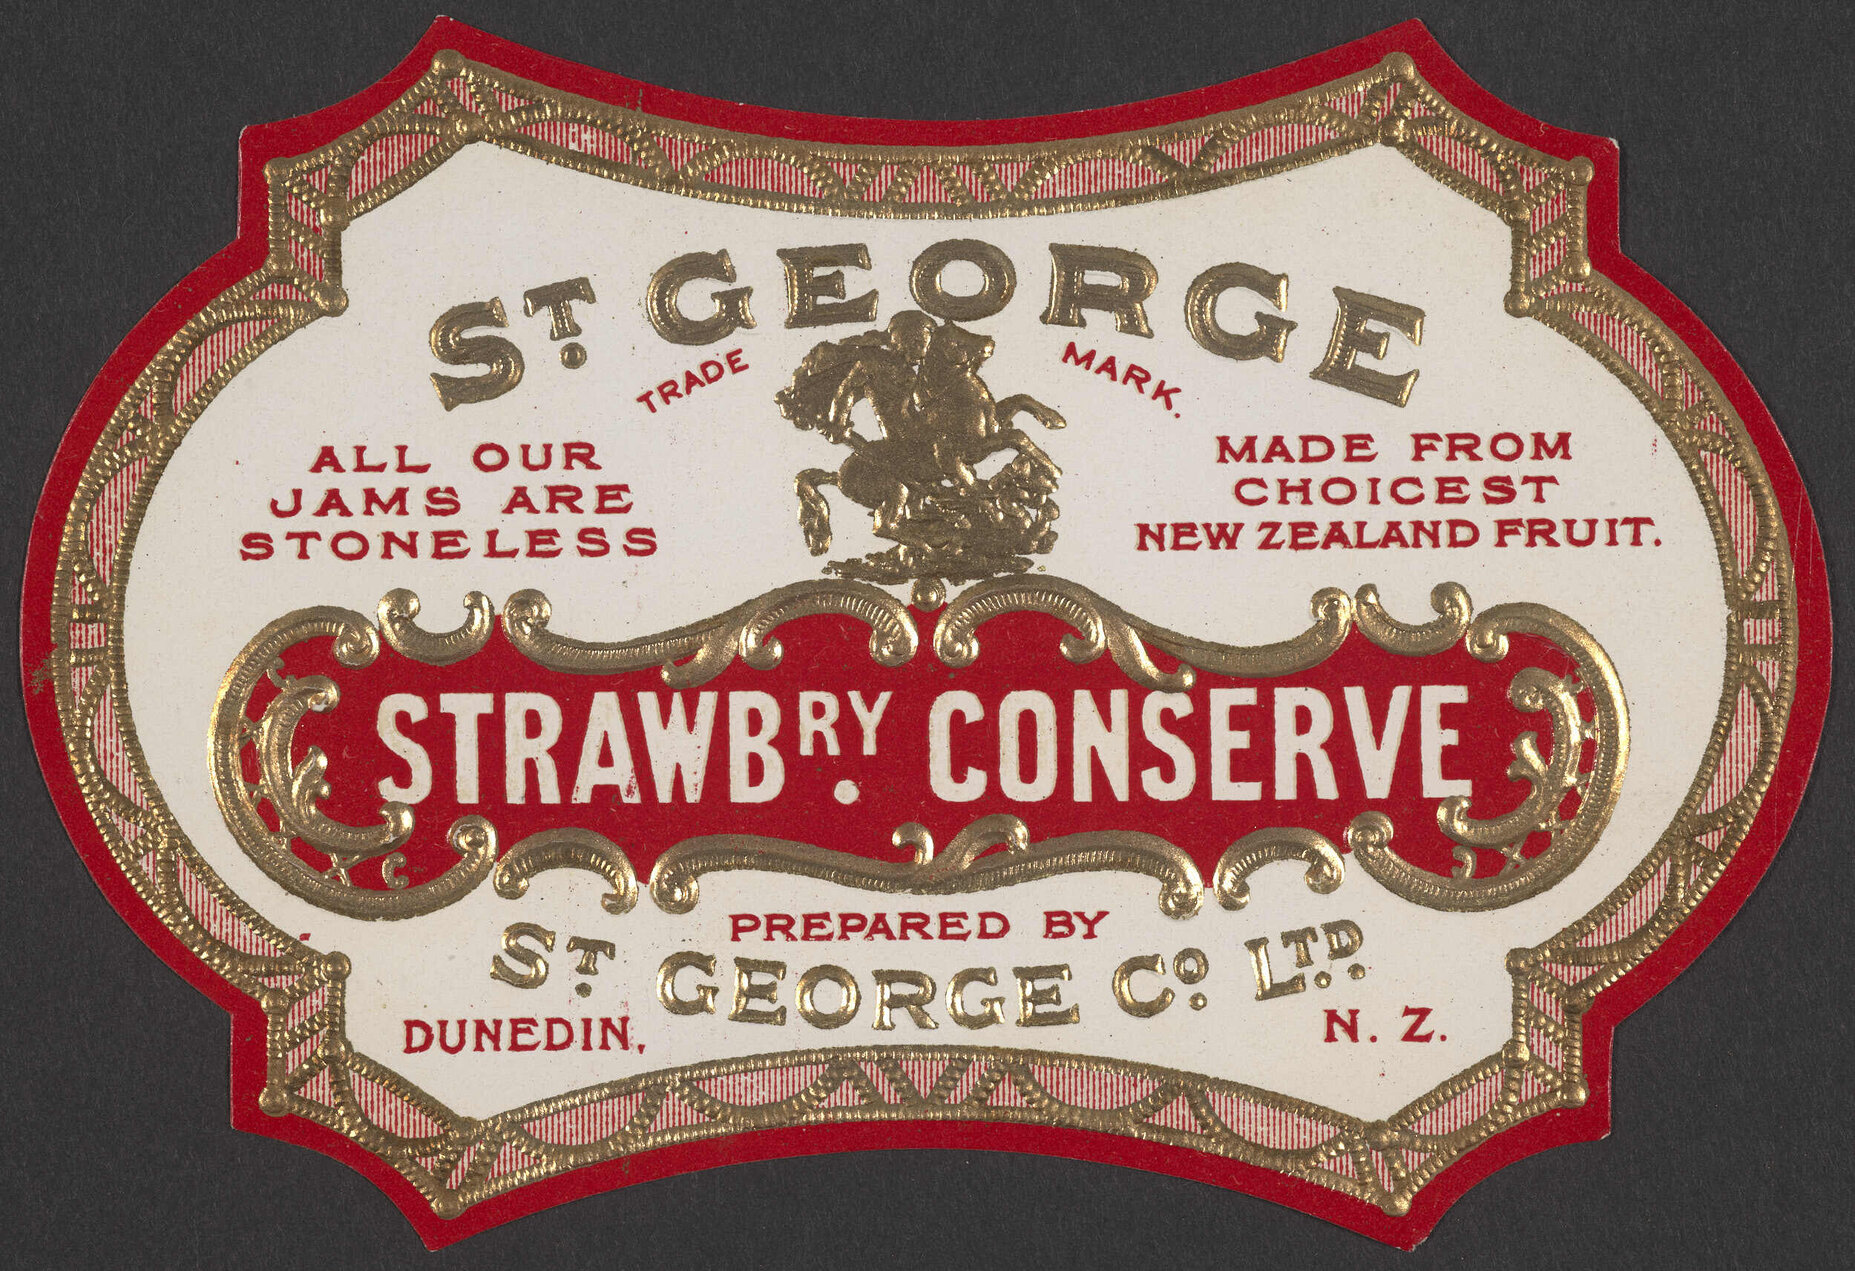 ST. GEORGE
TRADE MARK.
ALL OUR
JAMS ARE
STONELESS
MADE FROM
CHOICEST
NEW ZEALAND FRUIT.
STRAWBRY. CONSERVE
PREPARED BY
ST. GEORGE CO. LTD.
DUNEDIN, N. Z.